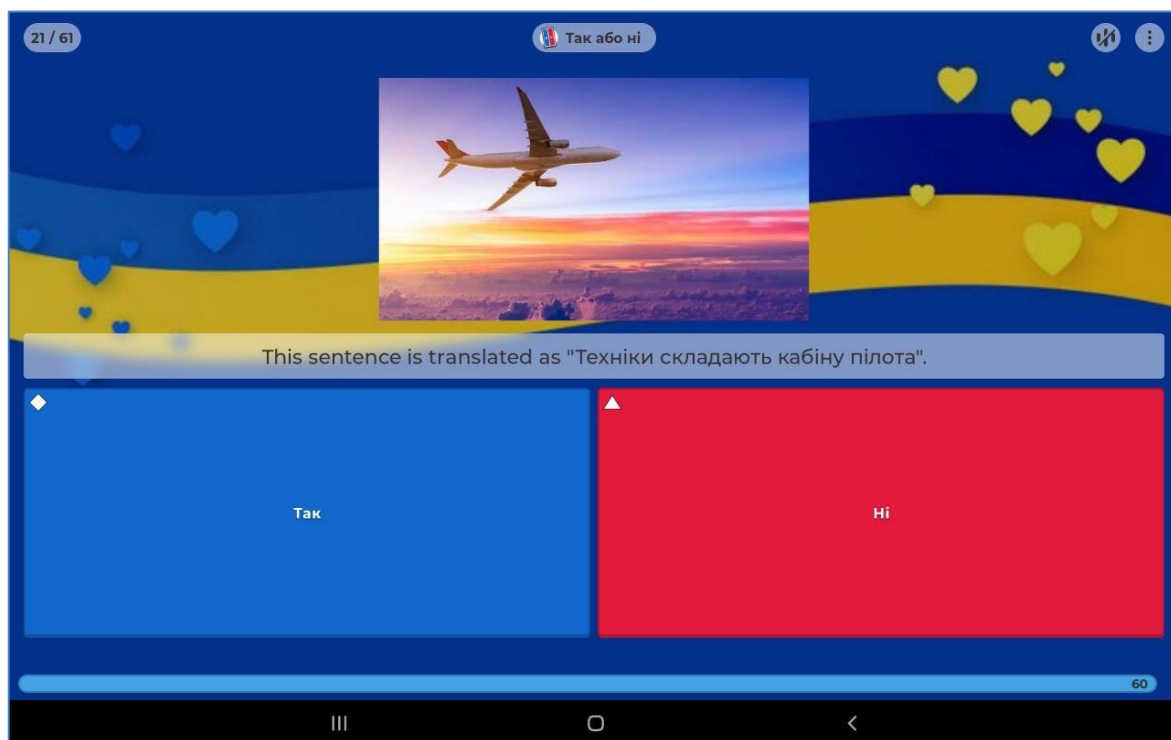 21 / 61
Так або ні
This sentence is translated as "Техніки складають кабіну пілота".
Так
Ні
60